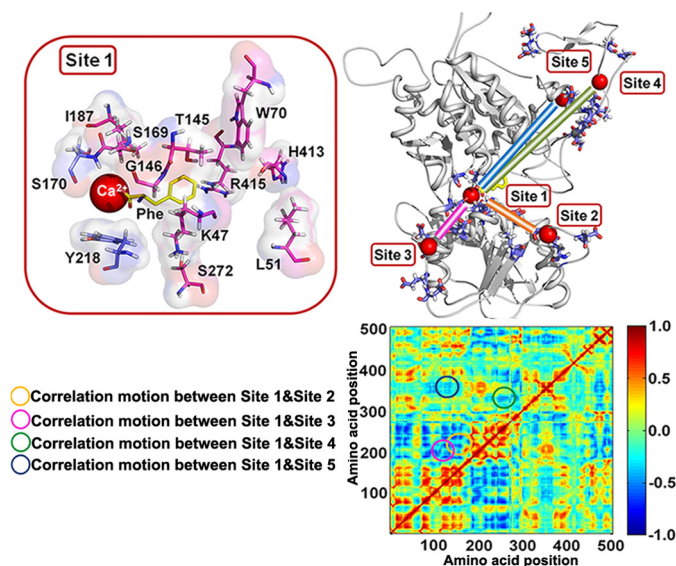 Site 1
I187
S169
T145
W70
G146
H413
S170
Ca2+
R415
Phe
K47
Y218
S272
L51
Site 5
Site 4
Site 1
Site 2
Site 3
Correlation motion between Site 1&Site 2
Correlation motion between Site 1&Site 3
Correlation motion between Site 1&Site 4
Correlation motion between Site 1&Site 5
Amino acid position
500
400
300
200
100
100 200 300 400 500
Amino acid position
1.0
0.5
0.0
-0.5
-1.0